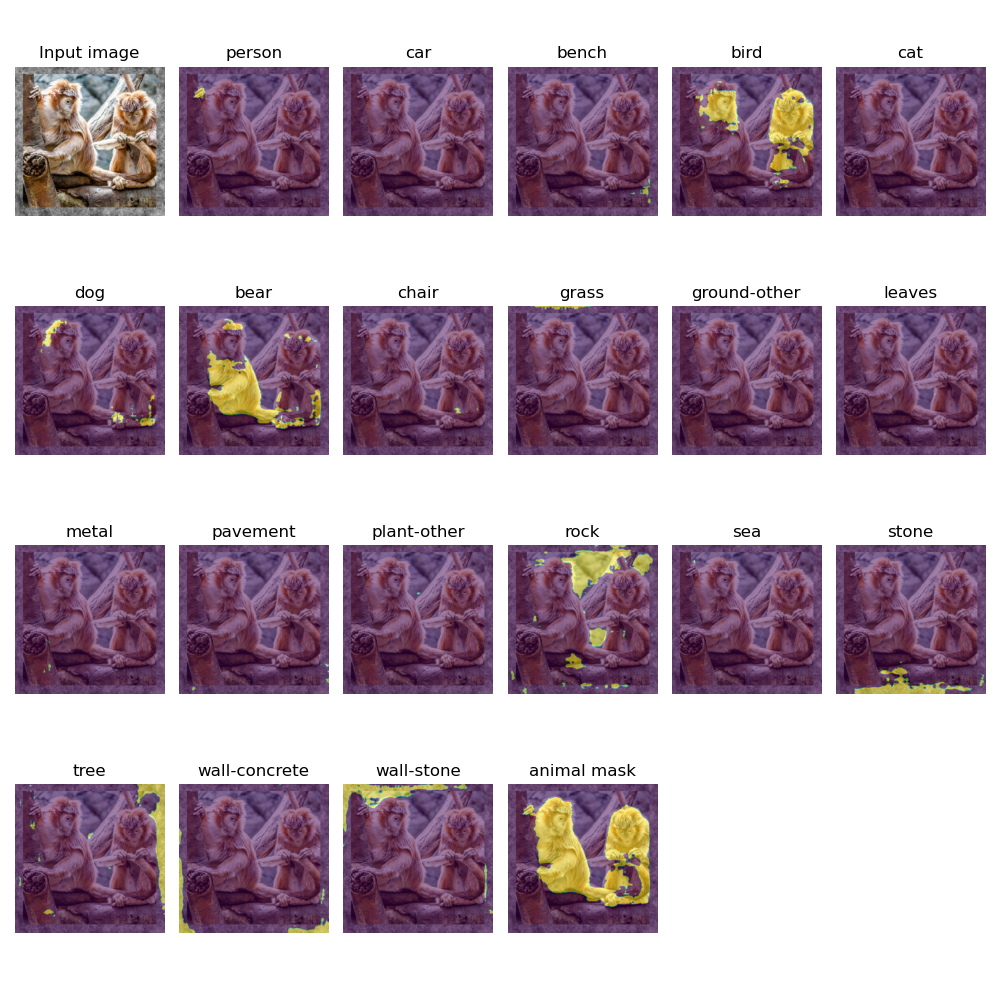 Input image person car bench bird cat
dog bear chair grass ground-other leaves
metal pavement plant-other rock sea stone
tree wall-concrete wall-stone animal mask